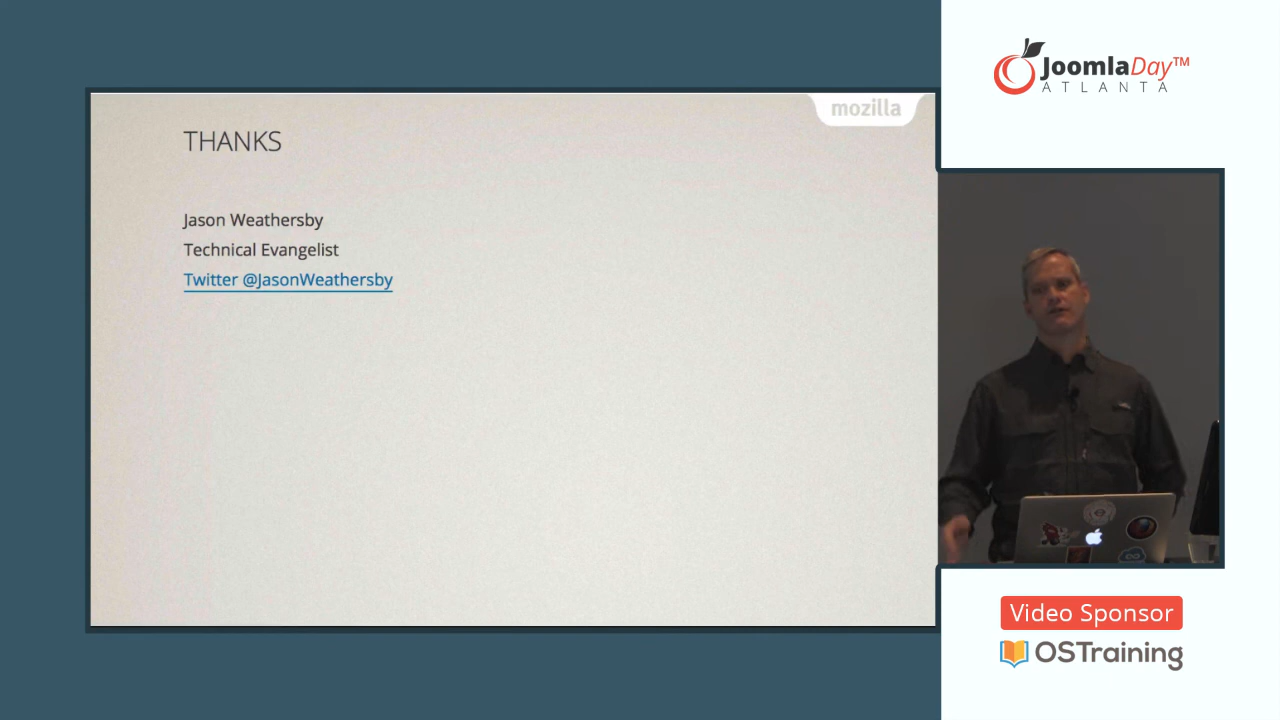 mozilla
THANKS
Jason Weathersby
Technical Evangelist
Twitter @JasonWeathersby
JoomlaDay™
ATLANTA
Video Sponsor
OSTraining